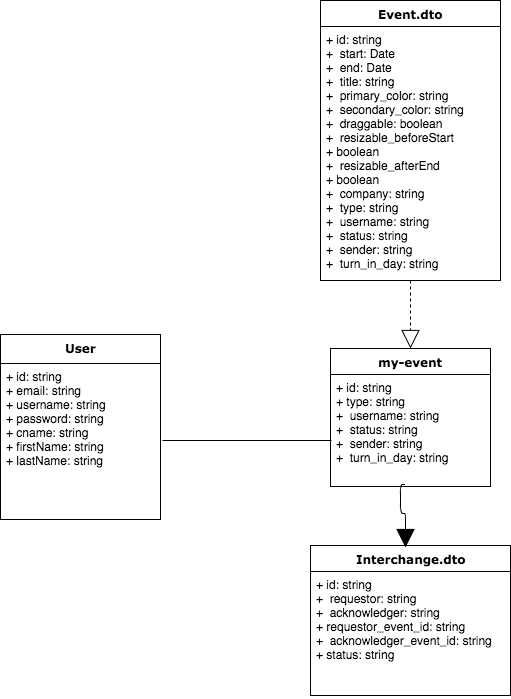 Event.dto
+ id: string
+ start: Date
+ end: Date
+ title: string
+ primary_color: string
+ secondary_color: string
+ draggable: boolean
+ resizable_beforeStart
+ boolean
+ resizable_afterEnd
+ boolean
+ company: string
+ type: string
+ username: string
+ status: string
+ sender: string
+ turn_in_day: string
User
+ id: string
+ email: string
+ username: string
+ password: string
+ cname: string
+ firstName: string
+ lastName: string
my-event
+ id: string
+ type: string
+ username: string
+ status: string
+ sender: string
+ turn_in_day: string
Interchange.dto
+ id: string
+ requestor: string
+ acknowledger: string
+ requestor_event_id: string
+ acknowledger_event_id: string
+ status: string